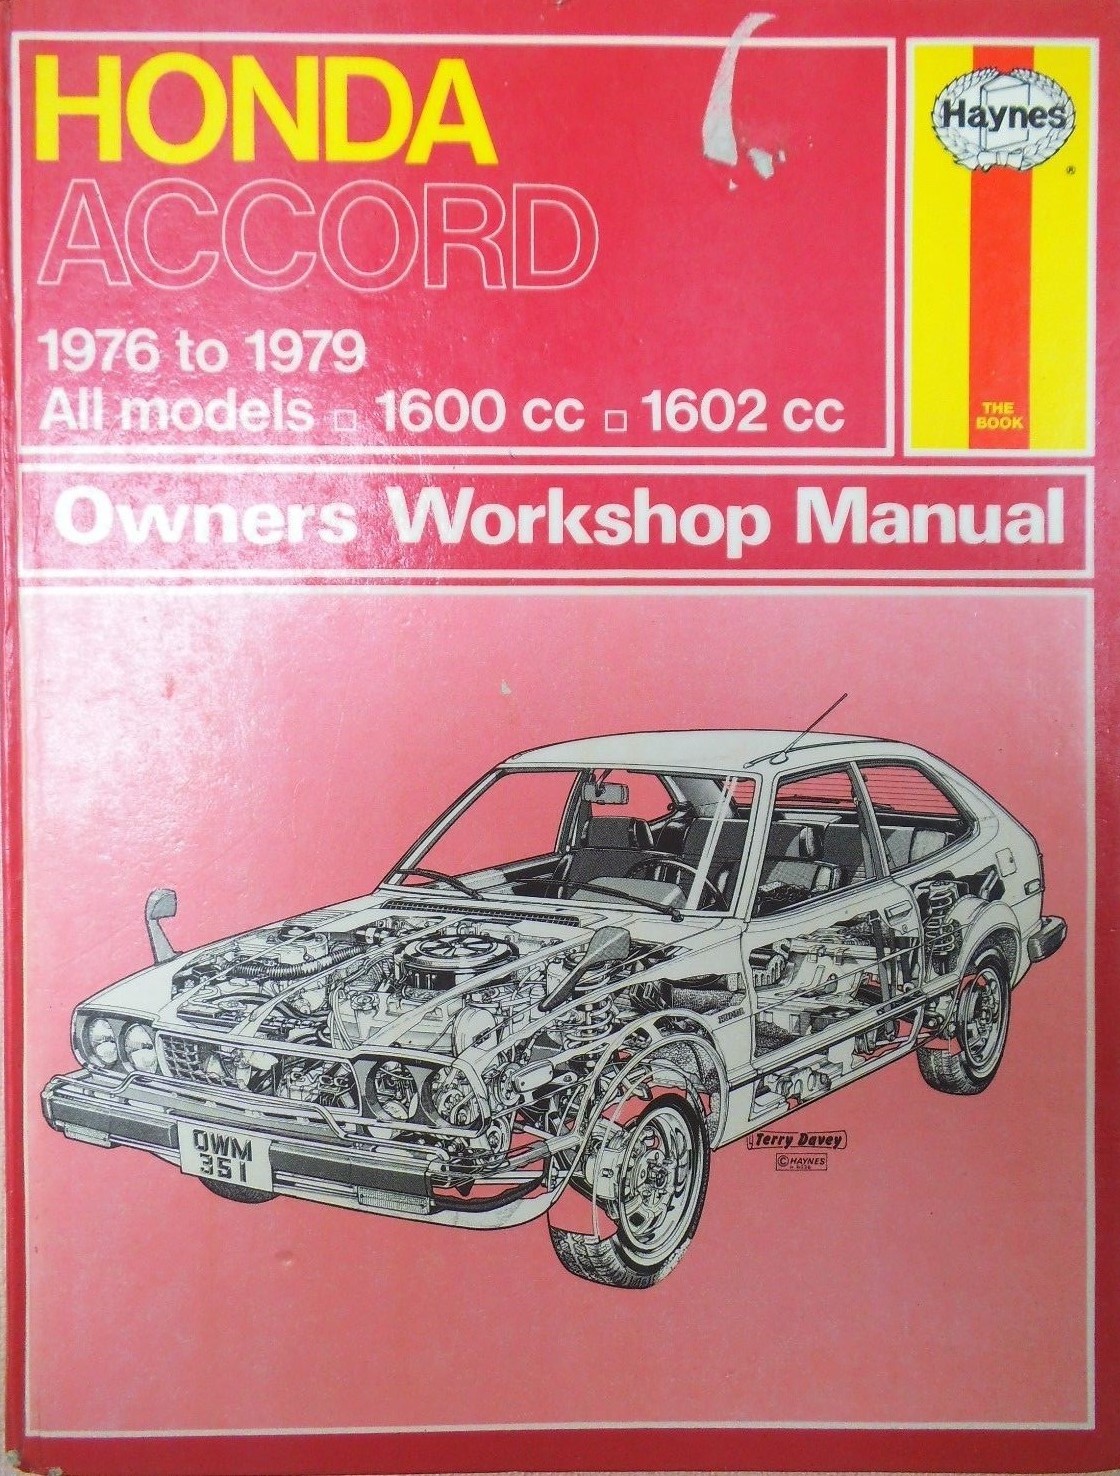 HONDA
ACCORD
1976 to 1979
All models □ 1600 cc □ 1602 cc
Haynes
®
THE
BOOK
Owners Workshop Manual
OWM
351
Terry Davey
© HAYNES